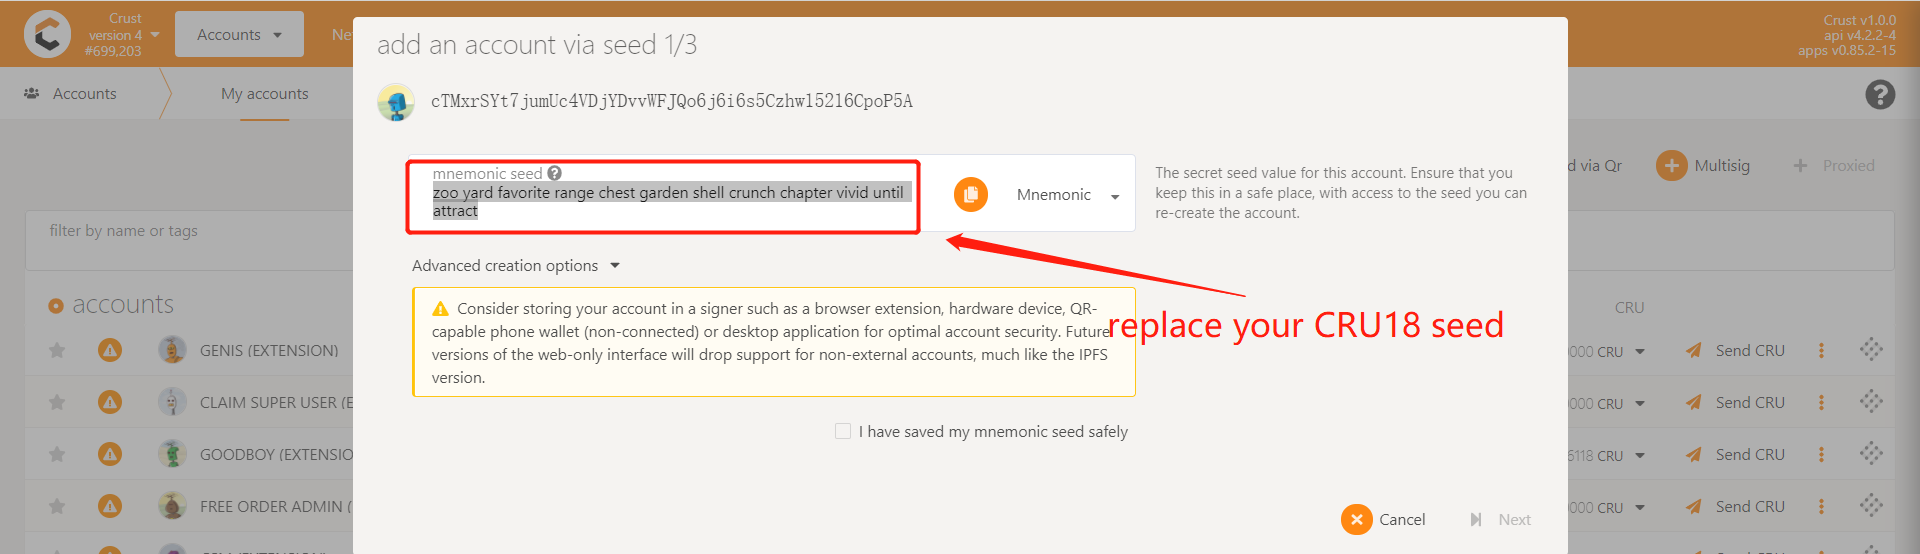 Crust
version 4
#699,203
Accounts
Crust v1.0.0
api v4.2.2-4
apps v0.85.2-15
Accounts
My accounts
add an account via seed 1/3
cTMxrSYt7jumUc4VDjYDvvWFJQo6j6i6s5Czhw15216CpoP5A
mnemonic seed
zoo yard favorite range chest garden shell crunch chapter vivid until
attract
Mnemonic
The secret seed value for this account. Ensure that you
keep this in a safe place, with access to the seed you can
re-create the account.
via Qr
Multisig
Proxied
filter by name or tags
Advanced creation options
Consider storing your account in a signer such as a browser extension, hardware device, QR-
capable phone wallet (non-connected) or desktop application for optimal account security. Future
versions of the web-only interface will drop support for non-external accounts, much like the IPFS
version.
replace your CRU18 seed
I have saved my mnemonic seed safely
Cancel
Next
accounts
CRU
GENIS (EXTENSION)
0000 CRU
Send CRU
CLAIM SUPER USER (E
0000 CRU
Send CRU
GOODBOY (EXTENSIO
6118 CRU
Send CRU
FREE ORDER ADMIN (
0000 CRU
Send CRU